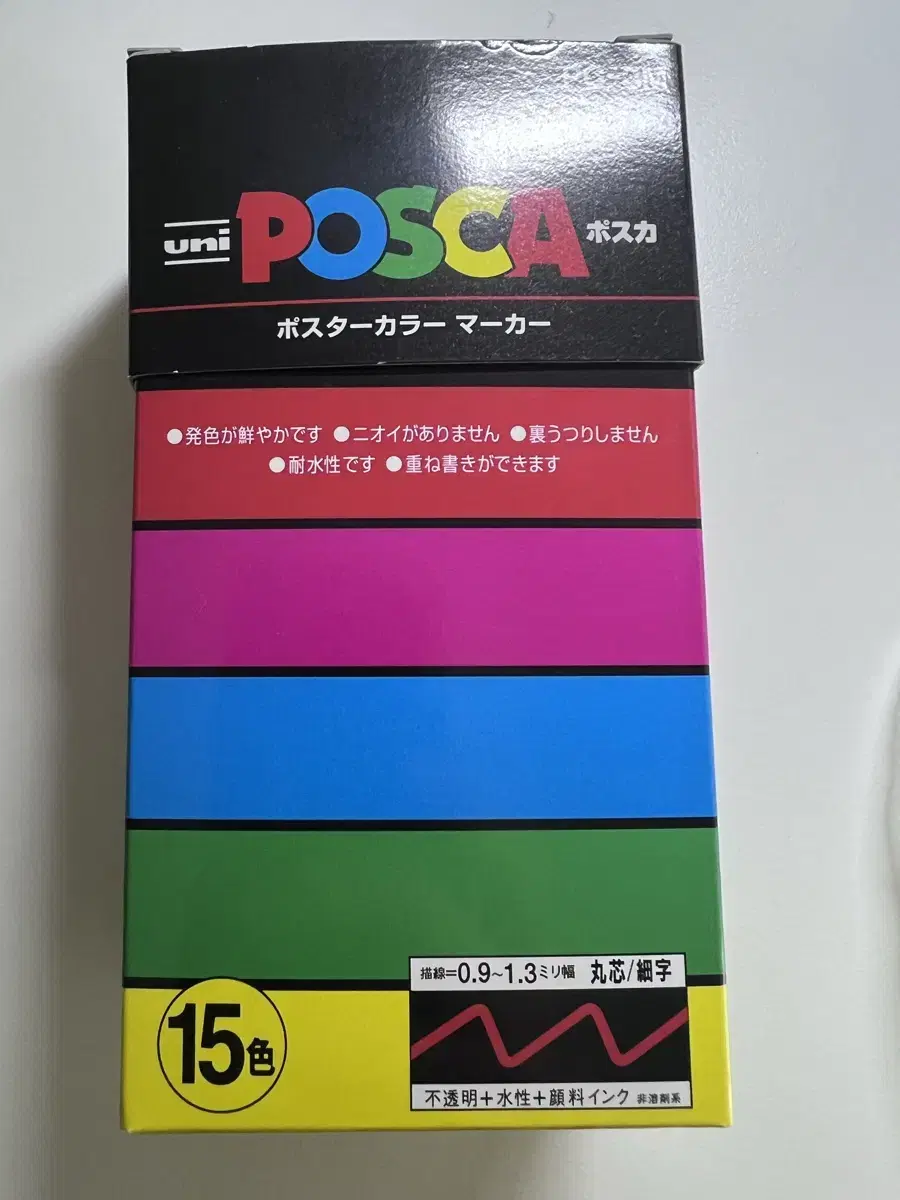 uni POSCA ポスカ
ポスターカラー マーカー
●発色が鮮やかです ●ニオイがありません ●裏うつりしません
●耐水性です ●重ね書きができます
描線=0.9~1.3ミリ幅 丸芯/細字
15色
不透明+水性+顔料インク 非溶剤系